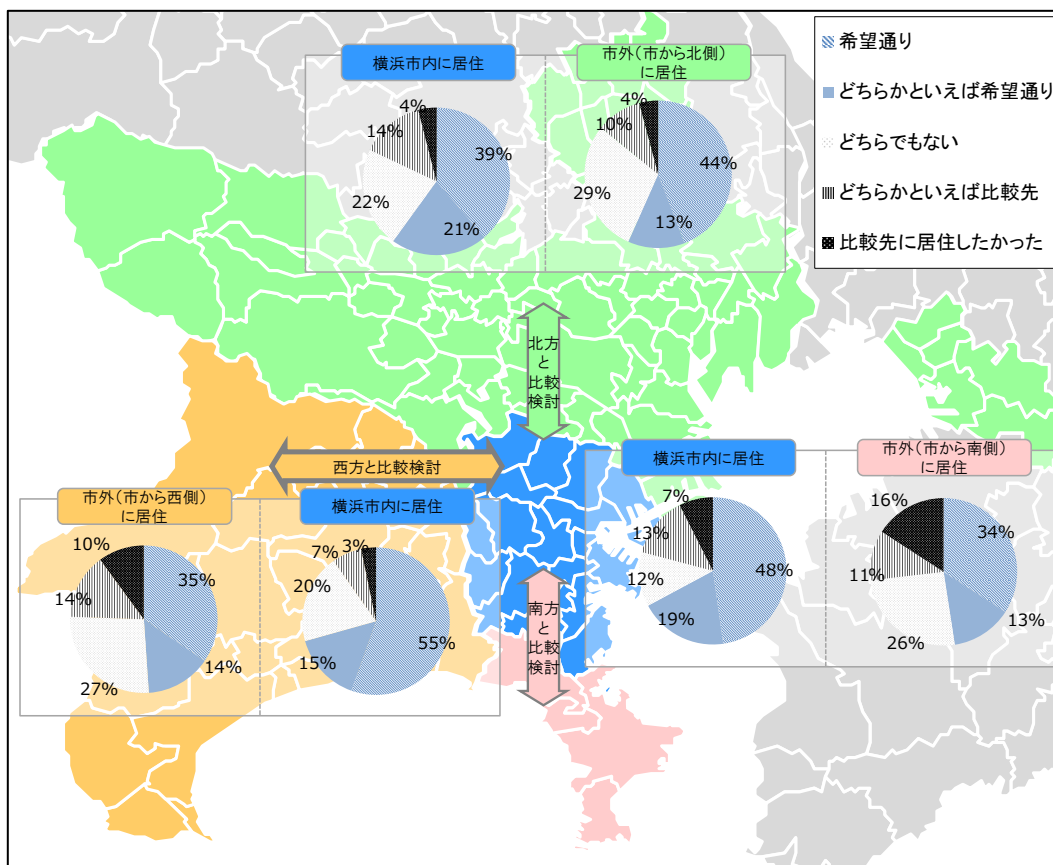 希望通り
どちらかといえば希望通り
どちらでもない
どちらかといえば比較先
比較先に居住したかった
横浜市内に居住
4%
14%
39%
22%
21%
市外(市から北側)
に居住
4%
10%
44%
29%
13%
北方
と
比較
検討
西方と比較検討
市外(市から西側)
に居住
10%
35%
14%
14%
27%
横浜市内に居住
7%
3%
20%
55%
15%
南方
と
比較
検討
横浜市内に居住
7%
13%
48%
12%
19%
市外(市から南側)
に居住
16%
34%
11%
13%
26%